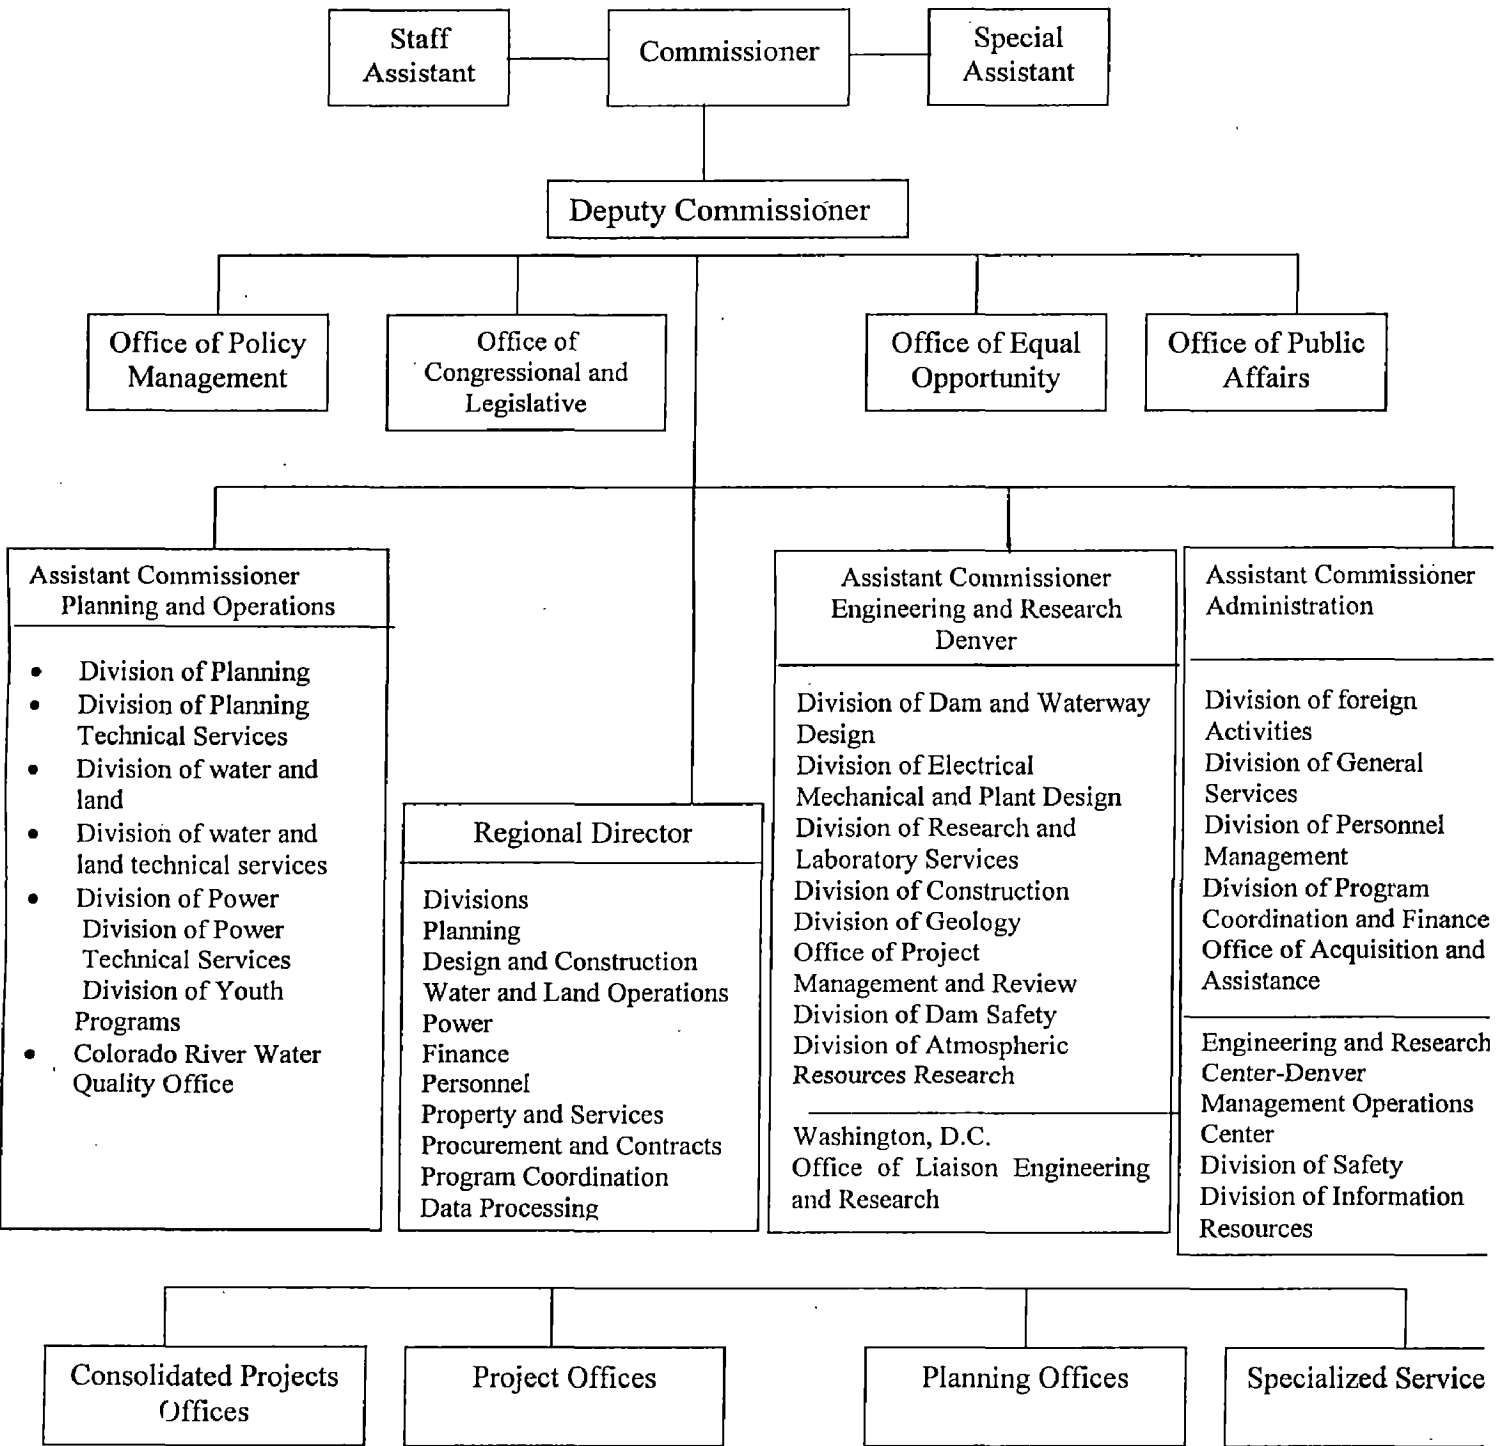 Staff
Assistant
Commissioner
Special
Assistant
Deputy Commissioner
Office of Policy
Management
Office of
Congressional and
Legislative
Office of Equal
Opportunity
Office of Public
Affairs
Assistant Commissioner
Planning and Operations
• Division of Planning
• Division of Planning
Technical Services
• Division of water and
land
• Division of water and
land technical services
• Division of Power
Division of Power
Technical Services
Division of Youth
Programs
• Colorado River Water
Quality Office
Regional Director
Divisions
Planning
Design and Construction
Water and Land Operations
Power
Finance
Personnel
Property and Services
Procurement and Contracts
Program Coordination
Data Processing
Assistant Commissioner
Engineering and Research
Denver
Division of Dam and Waterway
Design
Division of Electrical
Mechanical and Plant Design
Division of Research and
Laboratory Services
Division of Construction
Division of Geology
Office of Project
Management and Review
Division of Dam Safety
Division of Atmospheric
Resources Research
Washington, D.C.
Office of Liaison Engineering
and Research
Assistant Commissioner
Administration
Division of foreign
Activities
Division of General
Services
Division of Personnel
Management
Division of Program
Coordination and Finance
Office of Acquisition and
Assistance
Engineering and Research
Center-Denver
Management Operations
Center
Division of Safety
Division of Information
Resources
Consolidated Projects
Offices
Project Offices
Planning Offices
Specialized Service